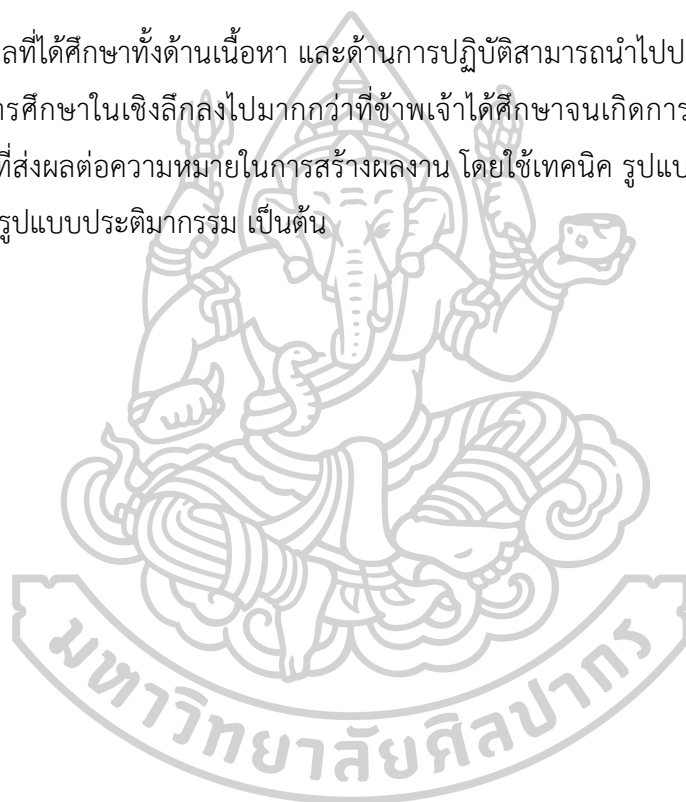 ลที่ได้ศึกษาทั้งด้านเนื้อหา และด้านการปฏิบัติสามารถนำไปป
รศึกษาในเชิงลึกลงไปมากกว่าที่ข้าพเจ้าได้ศึกษาจนเกิดการ
ที่ส่งผลต่อความหมายในการสร้างผลงาน โดยใช้เทคนิค รูปแบ
รูปแบบประติมากรรม เป็นต้น
มหาวิทยาลัยศิลปากร